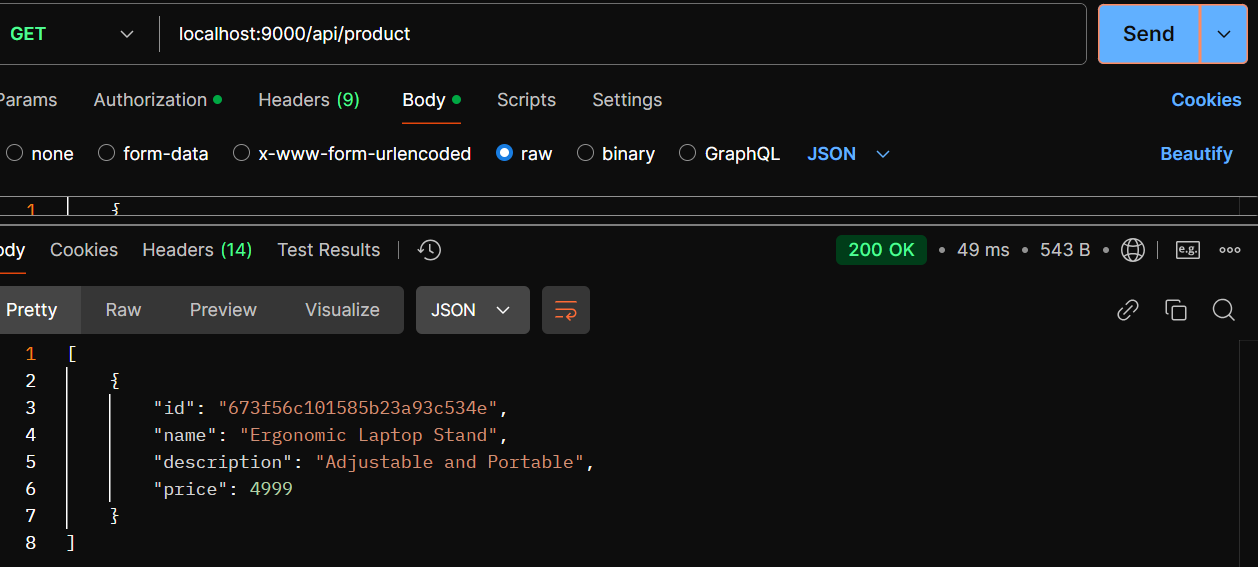 GET localhost:9000/api/product Send
Params Authorization Headers (9) Body Scripts Settings Cookies
none form-data x-www-form-urlencoded raw binary GraphQL JSON Beautify
1 {
ody Cookies Headers (14) Test Results 200 OK • 49 ms • 543 B • e.g.
Pretty Raw Preview Visualize JSON
1 [
2 {
3 "id": "673f56c101585b23a93c534e",
4 "name": "Ergonomic Laptop Stand",
5 "description": "Adjustable and Portable",
6 "price": 4999
7 }
8 ]